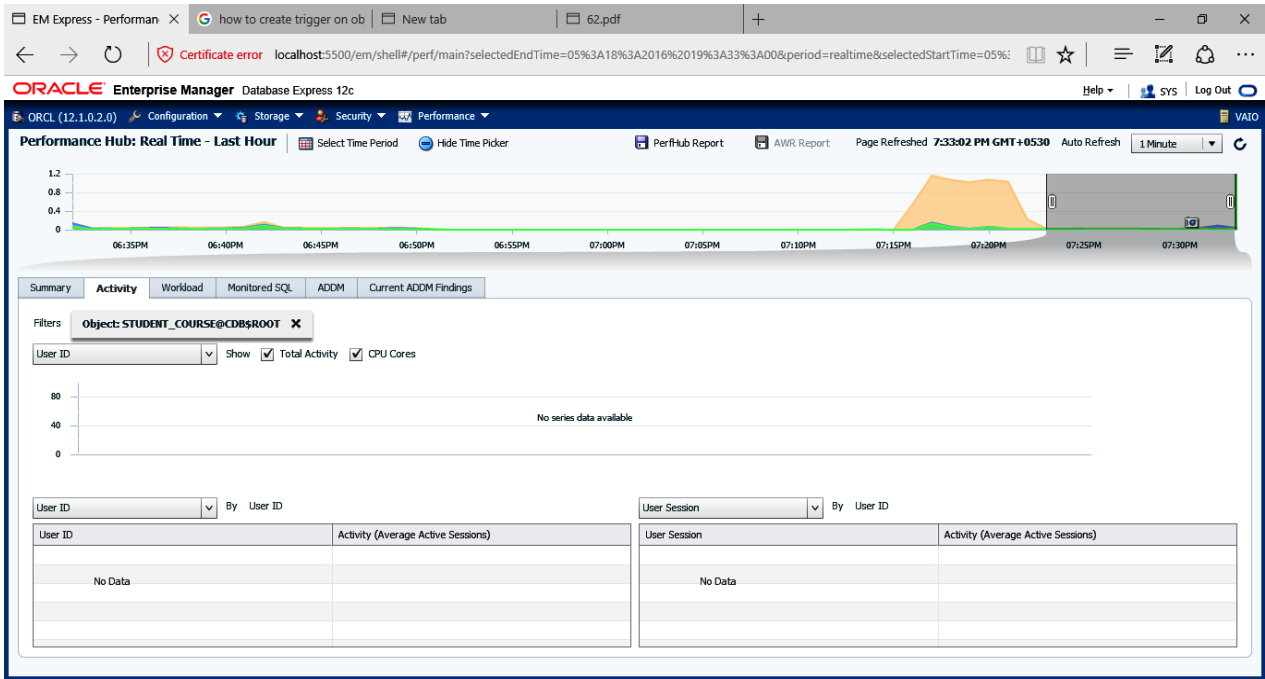 EM Express - Performan
how to create trigger on ob
New tab
62.pdf
Certificate error localhost:5500/em/shell#/perf/main?selectedEndTime=05%3A18%3A2016%2019%3A33%3A00&period=realtime&selectedStartTime=05%:
ORACLE Enterprise Manager Database Express 12c
Help SYS Log Out
ORCL (12.1.0.2.0) Configuration Storage Security Performance VAIO
Performance Hub: Real Time - Last Hour Select Time Period Hide Time Picker PerfHub Report AWR Report Page Refreshed 7:33:02 PM GMT+0530 Auto Refresh 1 Minute
1.2
0.8
0.4
0
06:35PM 06:40PM 06:45PM 06:50PM 06:55PM 07:00PM 07:05PM 07:10PM 07:15PM 07:20PM 07:25PM 07:30PM
Summary Activity Workload Monitored SQL ADDM Current ADDM Findings
Filters Object: STUDENT_COURSE@CDB$ROOT
User ID Show Total Activity CPU Cores
80
No series data available
40
0
User ID By User ID User Session By User ID
User ID Activity (Average Active Sessions) User Session Activity (Average Active Sessions)
No Data No Data